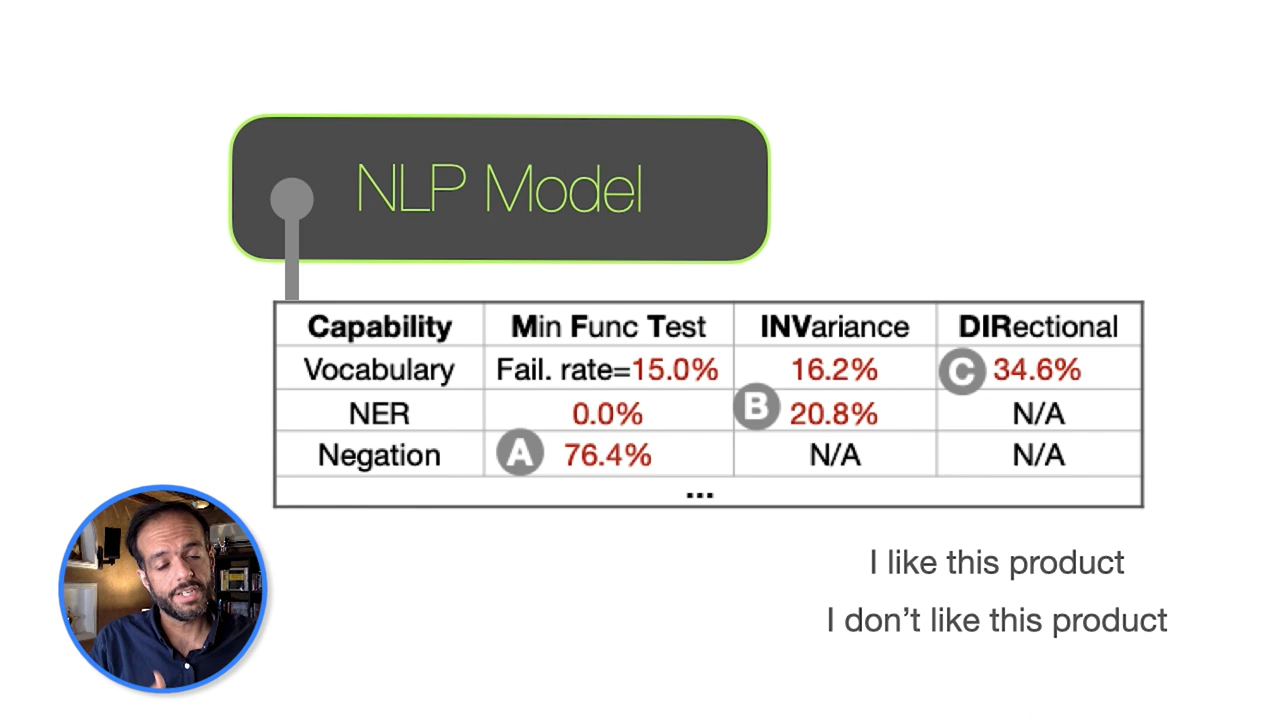 NLP Model
Capability Min Func Test INVariance DIRectional
Vocabulary Fail. rate=15.0% 16.2% C 34.6%
NER 0.0% B 20.8% N/A
Negation A 76.4% N/A N/A
...
I like this product
I don’t like this product